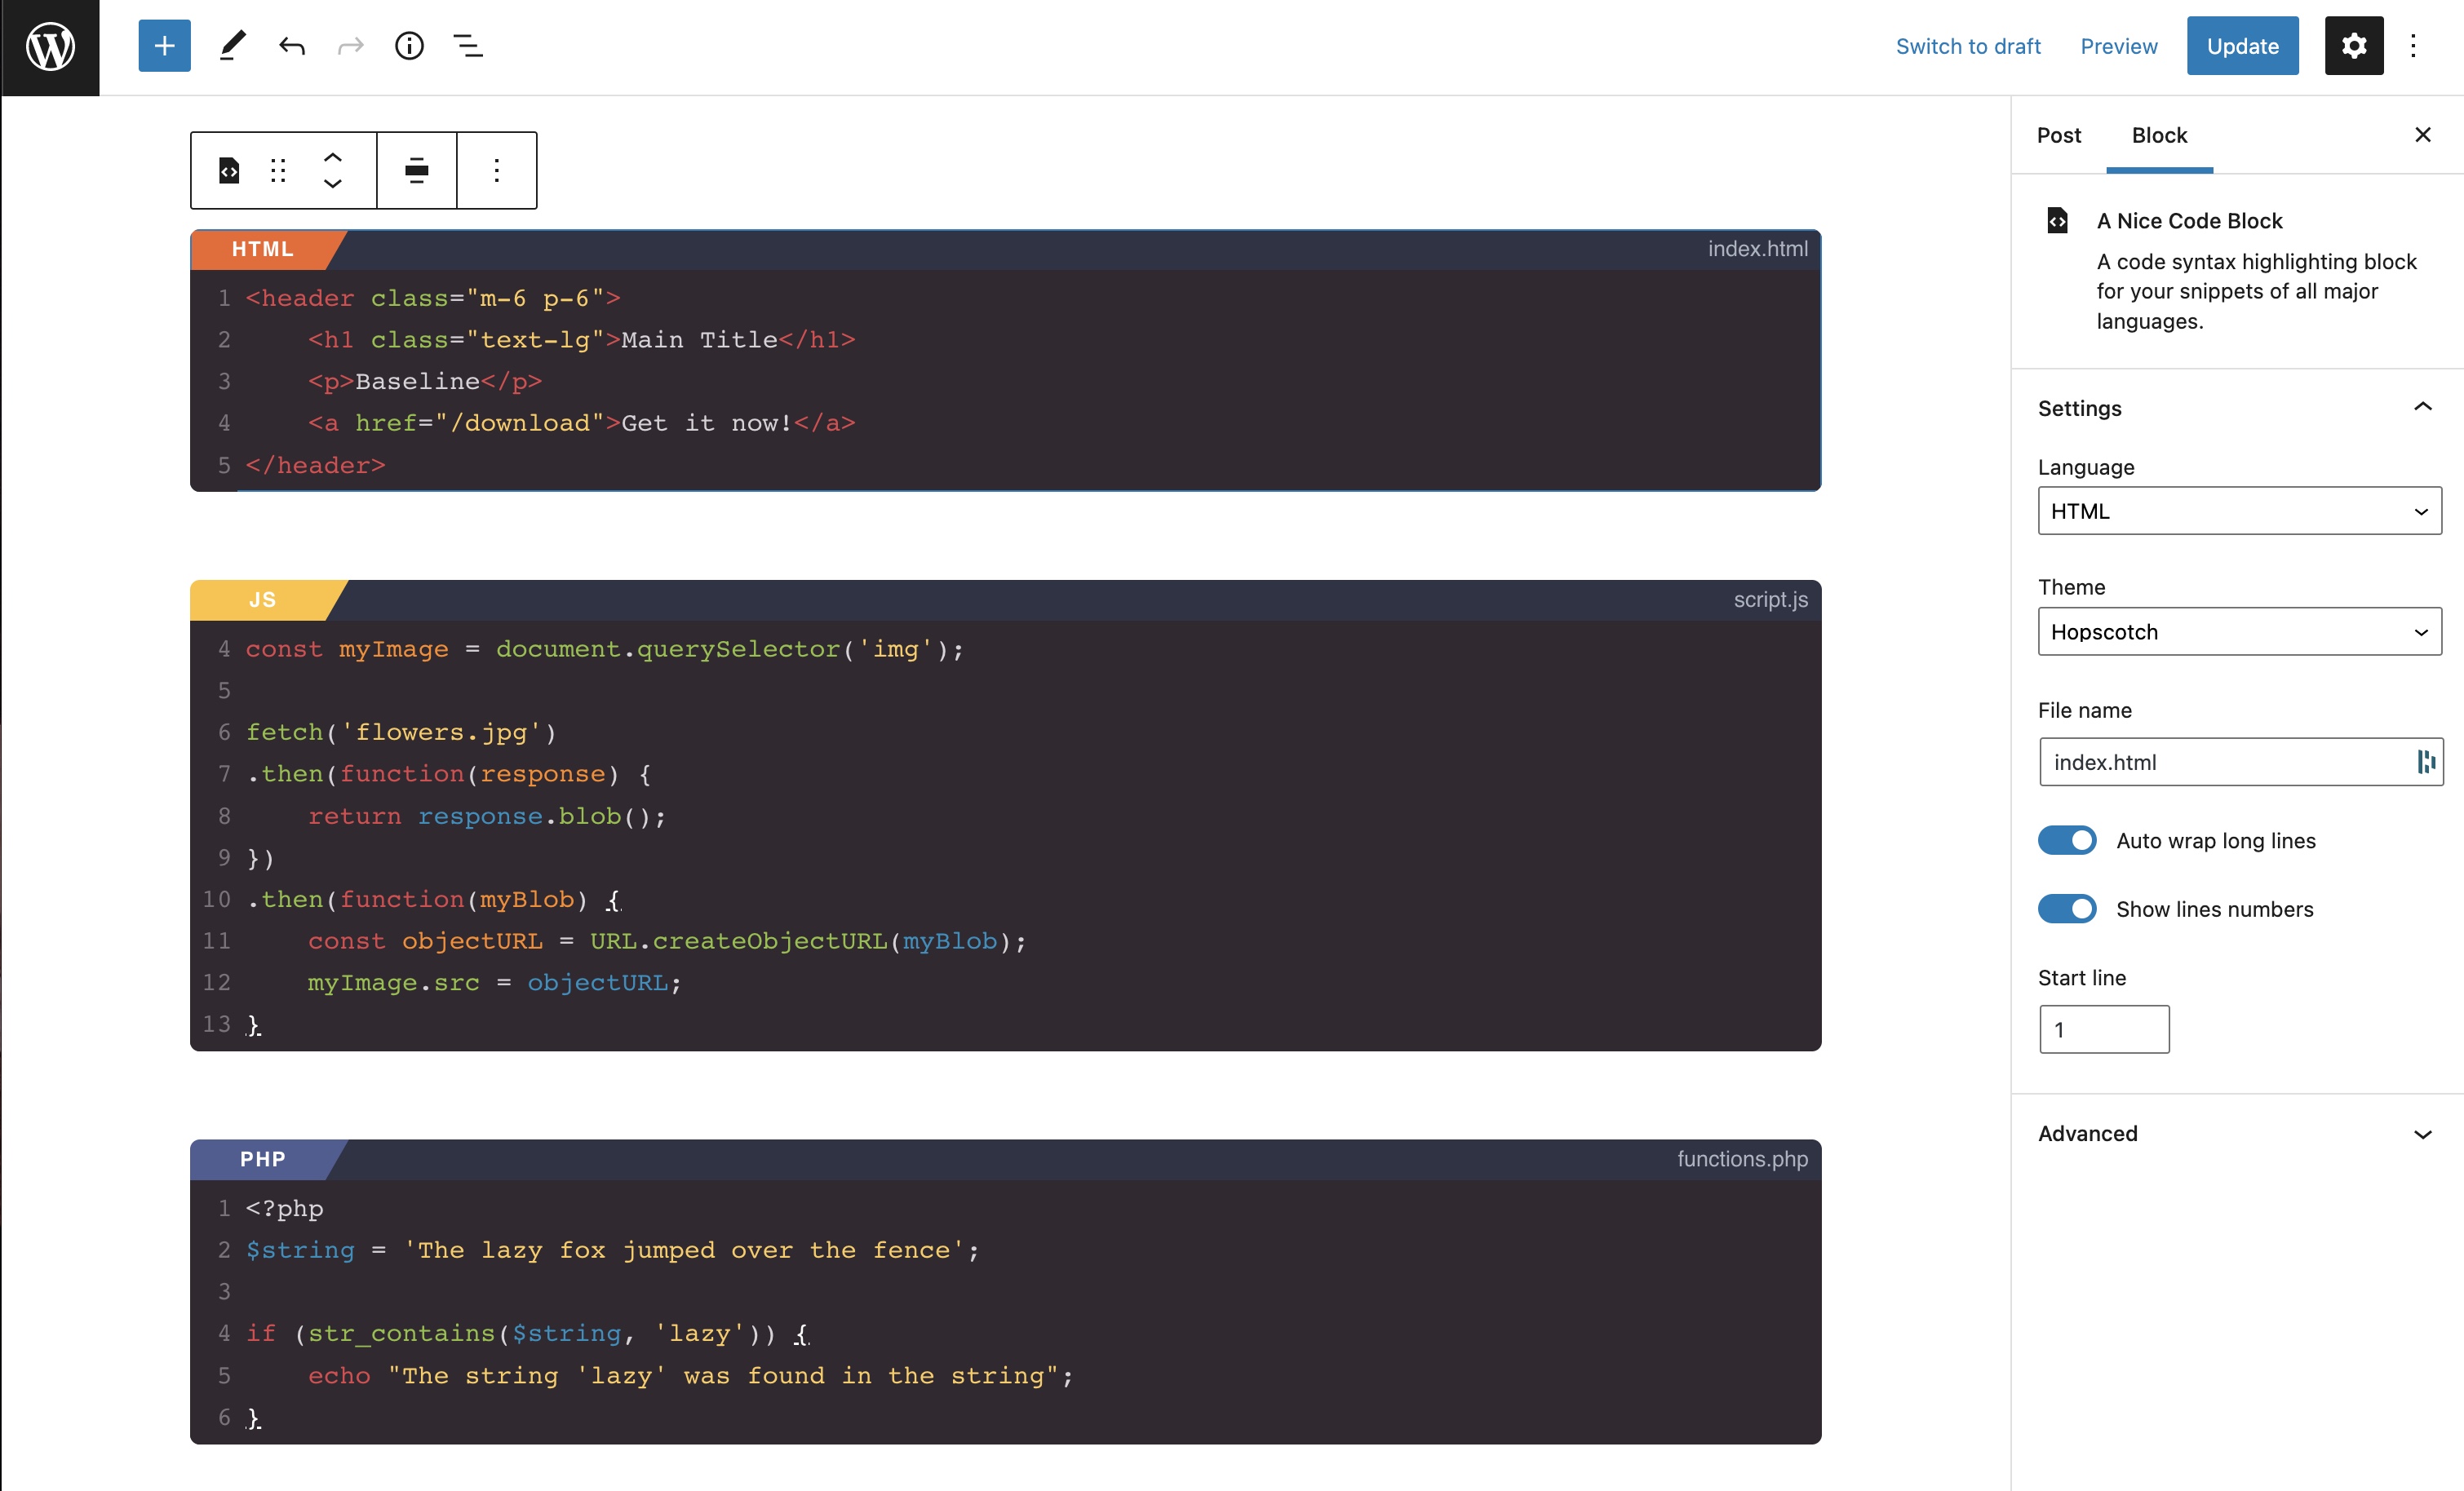 Switch to draft Preview Update
HTML index.html
1 <header class="m-6 p-6">
2     <h1 class="text-lg">Main Title</h1>
3     <p>Baseline</p>
4     <a href="/download">Get it now!</a>
5 </header>
JS script.js
4 const myImage = document.querySelector('img');
5
6 fetch('flowers.jpg')
7 .then(function(response) {
8     return response.blob();
9 })
10 .then(function(myBlob) {
11     const objectURL = URL.createObjectURL(myBlob);
12     myImage.src = objectURL;
13 }
PHP functions.php
1 <?php
2 $string = 'The lazy fox jumped over the fence';
3
4 if (str_contains($string, 'lazy')) {
5     echo "The string 'lazy' was found in the string";
6 }
Post Block
A Nice Code Block
A code syntax highlighting block
for your snippets of all major
languages.
Settings
Language
HTML
Theme
Hopscotch
File name
index.html
Auto wrap long lines
Show lines numbers
Start line
1
Advanced